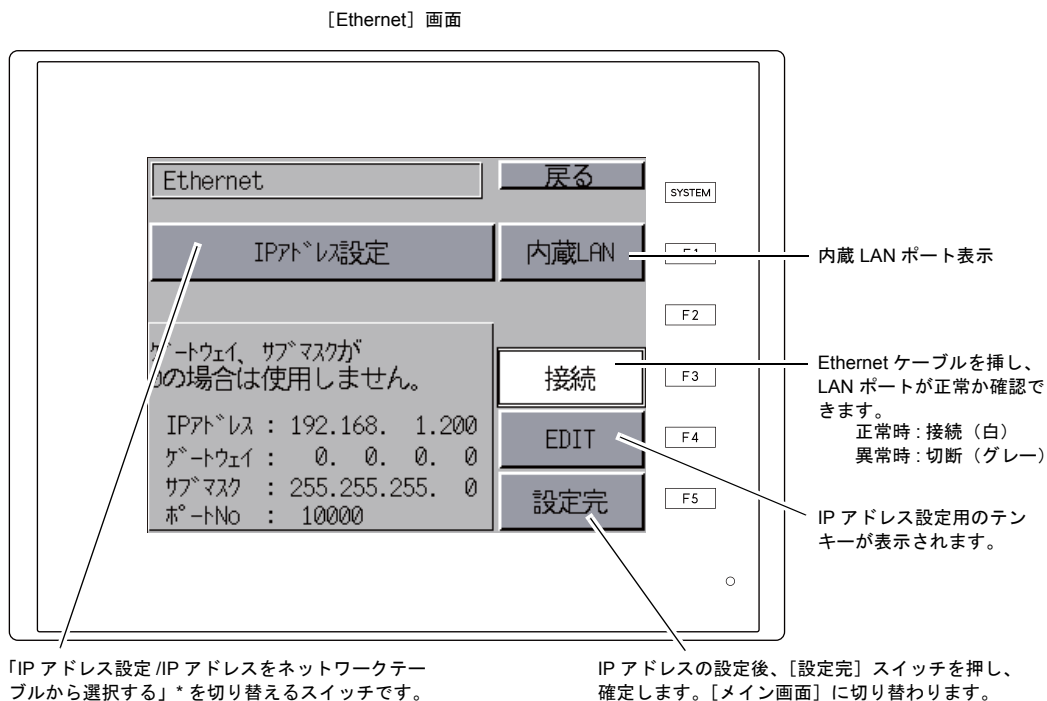 ［Ethernet］画面
Ethernet
戻る
SYSTEM
IPｱﾄﾞﾚｽ設定
内蔵LAN
F1
内蔵 LAN ポート表示
F2
ｹﾞｰﾄｳｪｲ、ｻﾌﾞﾏｽｸが
0の場合は使用しません。
接続
F3
Ethernet ケーブルを挿し、
LAN ポートが正常か確認で
きます。
正常時 : 接続（白）
異常時 : 切断（グレー）
IPｱﾄﾞﾚｽ : 192.168. 1.200
ｹﾞｰﾄｳｪｲ : 0. 0. 0. 0
ｻﾌﾞﾏｽｸ : 255.255.255. 0
ﾎﾟｰﾄNo : 10000
EDIT
F4
設定完
F5
IP アドレス設定用のテン
キーが表示されます。
「IP アドレス設定 /IP アドレスをネットワークテー
ブルから選択する」* を切り替えるスイッチです。
IP アドレスの設定後、［設定完］スイッチを押し、
確定します。［メイン画面］に切り替わります。